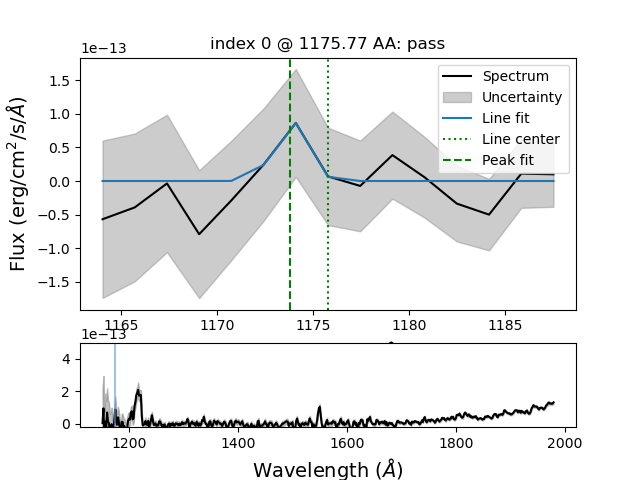 index 0 @ 1175.77 AA: pass
1e−13
Spectrum
Uncertainty
Line fit
Line center
Peak fit
1.5
1.0
0.5
0.0
−0.5
−1.0
−1.5
Flux (erg/cm²/s/Å)
1165 1170 1175 1180 1185
1e−13
4
2
0
1200 1400 1600 1800 2000
Wavelength (Å)